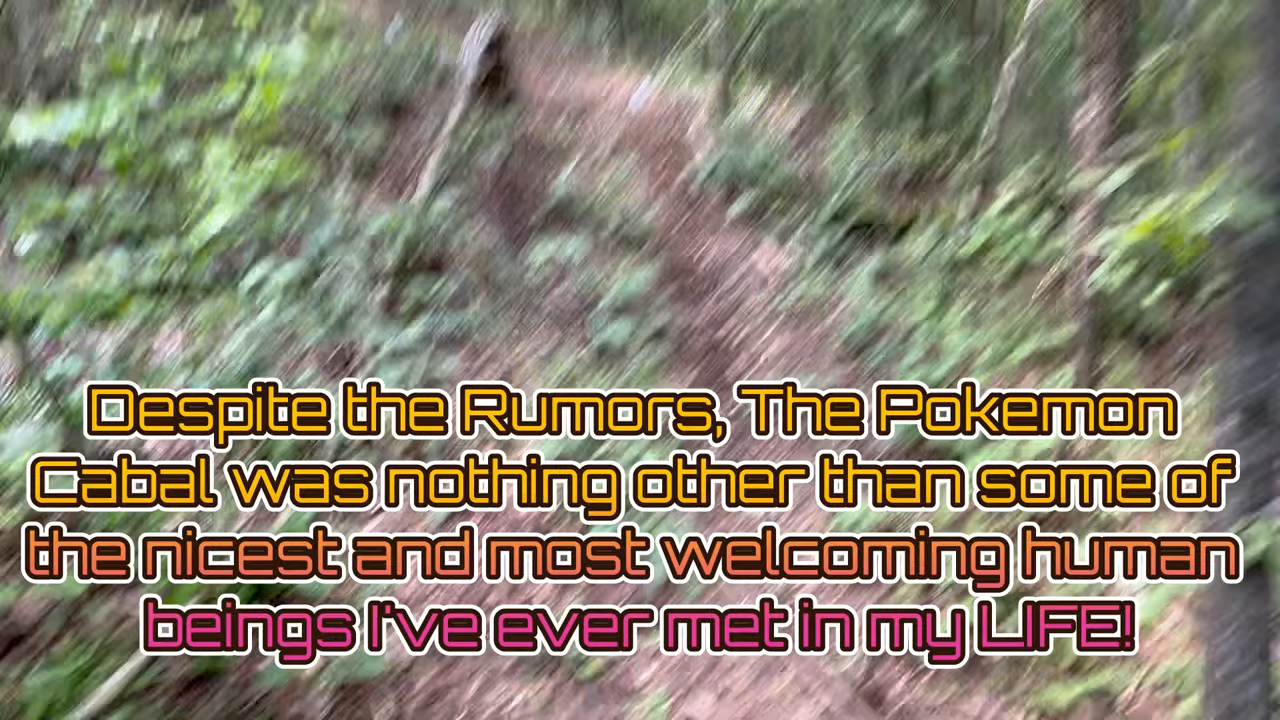 Despite the Rumors, The Pokemon
Cabal was nothing other than some of
the nicest and most welcoming human
beings I've ever met in my LIFE!